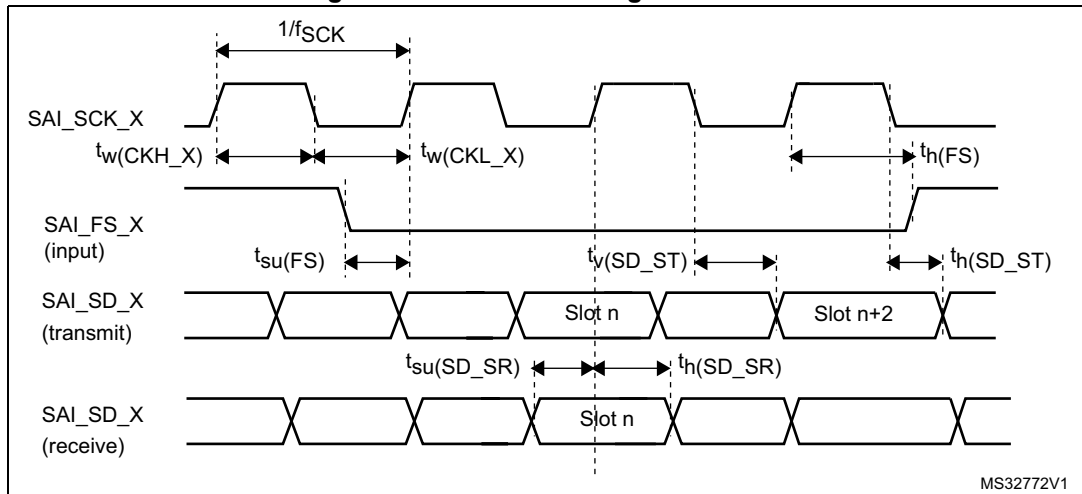 1/fSCK
SAI_SCK_X
tw(CKH_X) tw(CKL_X) th(FS)
SAI_FS_X
(input)
tsu(FS) tv(SD_ST) th(SD_ST)
SAI_SD_X
(transmit)
Slot n Slot n+2
tsu(SD_SR) th(SD_SR)
SAI_SD_X
(receive)
Slot n
MS32772V1